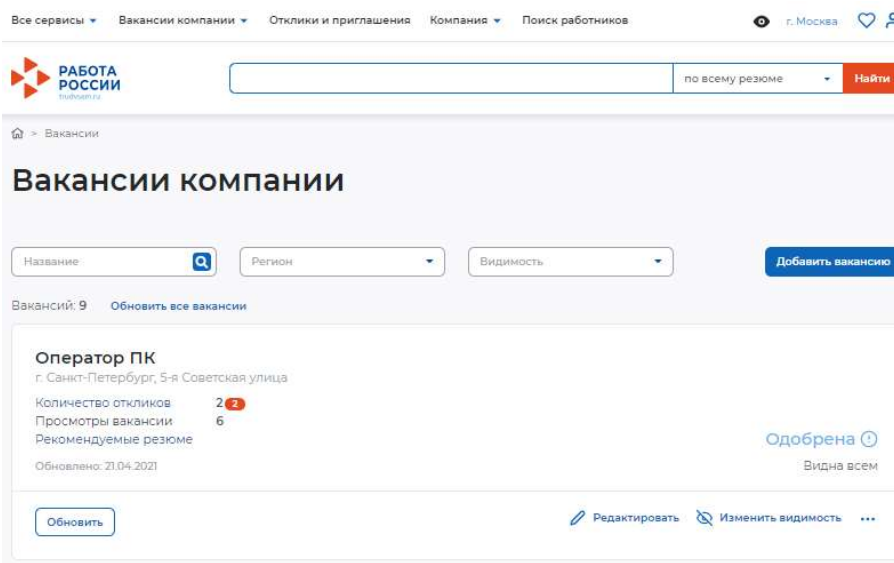 Все сервисы Вакансии компании Отклики и приглашения Компания Поиск работников г. Москва
РАБОТА
РОССИИ
trudvsem.ru
по всему резюме Найти
> Вакансии
Вакансии компании
Название Регион Видимость Добавить вакансию
Вакансий: 9 Обновить все вакансии
Оператор ПК
г. Санкт-Петербург, 5-я Советская улица
Количество откликов 2 2
Просмотры вакансии 6
Рекомендуемые резюме
Одобрена
Обновлено: 21.04.2021 Видна всем
Обновить Редактировать Изменить видимость ...